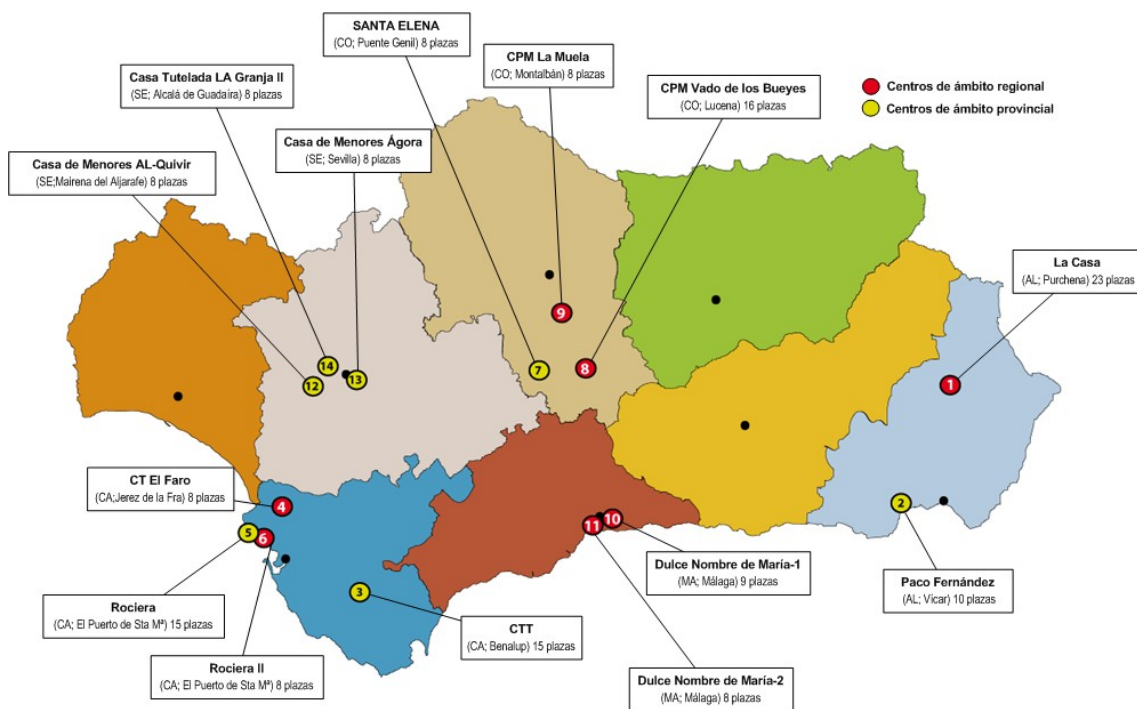 SANTA ELENA
(CO; Puente Genil) 8 plazas
CPM La Muela
(CO; Montalbán) 8 plazas
Casa Tutelada LA Granja II
(SE; Alcalá de Guadaira) 8 plazas
CPM Vado de los Bueyes
(CO; Lucena) 16 plazas
Centros de ámbito regional
Centros de ámbito provincial
Casa de Menores Ágora
(SE; Sevilla) 8 plazas
Casa de Menores AL-Quivir
(SE;Mairena del Aljarafe) 8 plazas
La Casa
(AL; Purchena) 23 plazas
9
14
13
12
7
8
1
CT El Faro
(CA;Jerez de la Fra) 8 plazas
4
5
6
11
10
2
3
Dulce Nombre de María-1
(MA; Málaga) 9 plazas
Paco Fernández
(AL; Vicar) 10 plazas
Rociera
(CA; El Puerto de Sta Mª) 15 plazas
CTT
(CA; Benalup) 15 plazas
Rociera II
(CA; El Puerto de Sta Mª) 8 plazas
Dulce Nombre de María-2
(MA; Málaga) 8 plazas